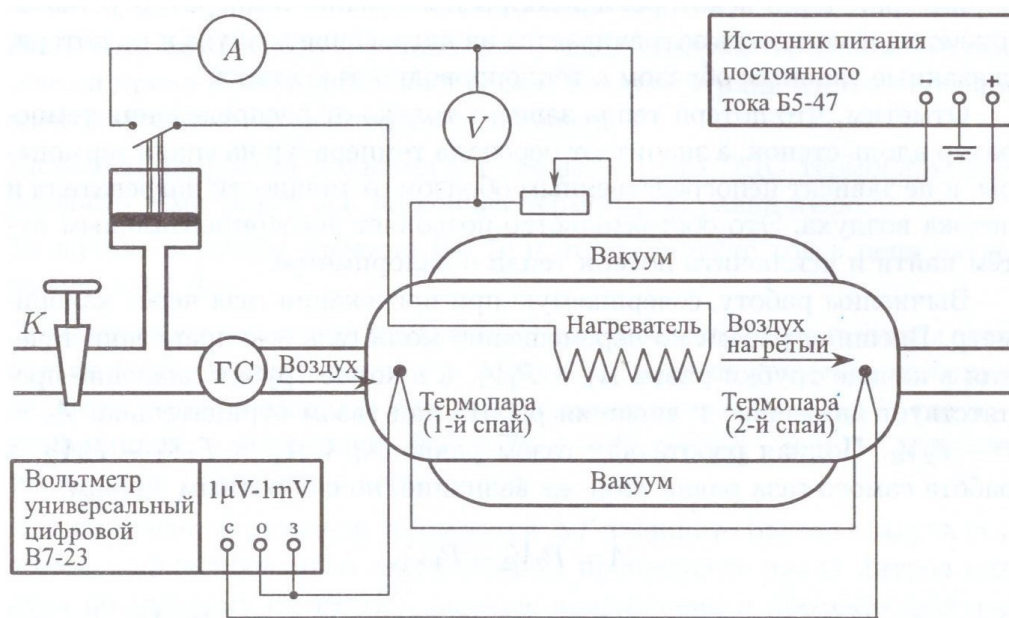 A
V
Источник питания
постоянного
тока Б5-47
+
Вакуум
K
ГС
Воздух
Нагреватель
Воздух
нагретый
Термопара
(1-й спай)
Термопара
(2-й спай)
Вакуум
Вольтметр
универсальный
цифровой
В7-23
1μV-1mV
с о з